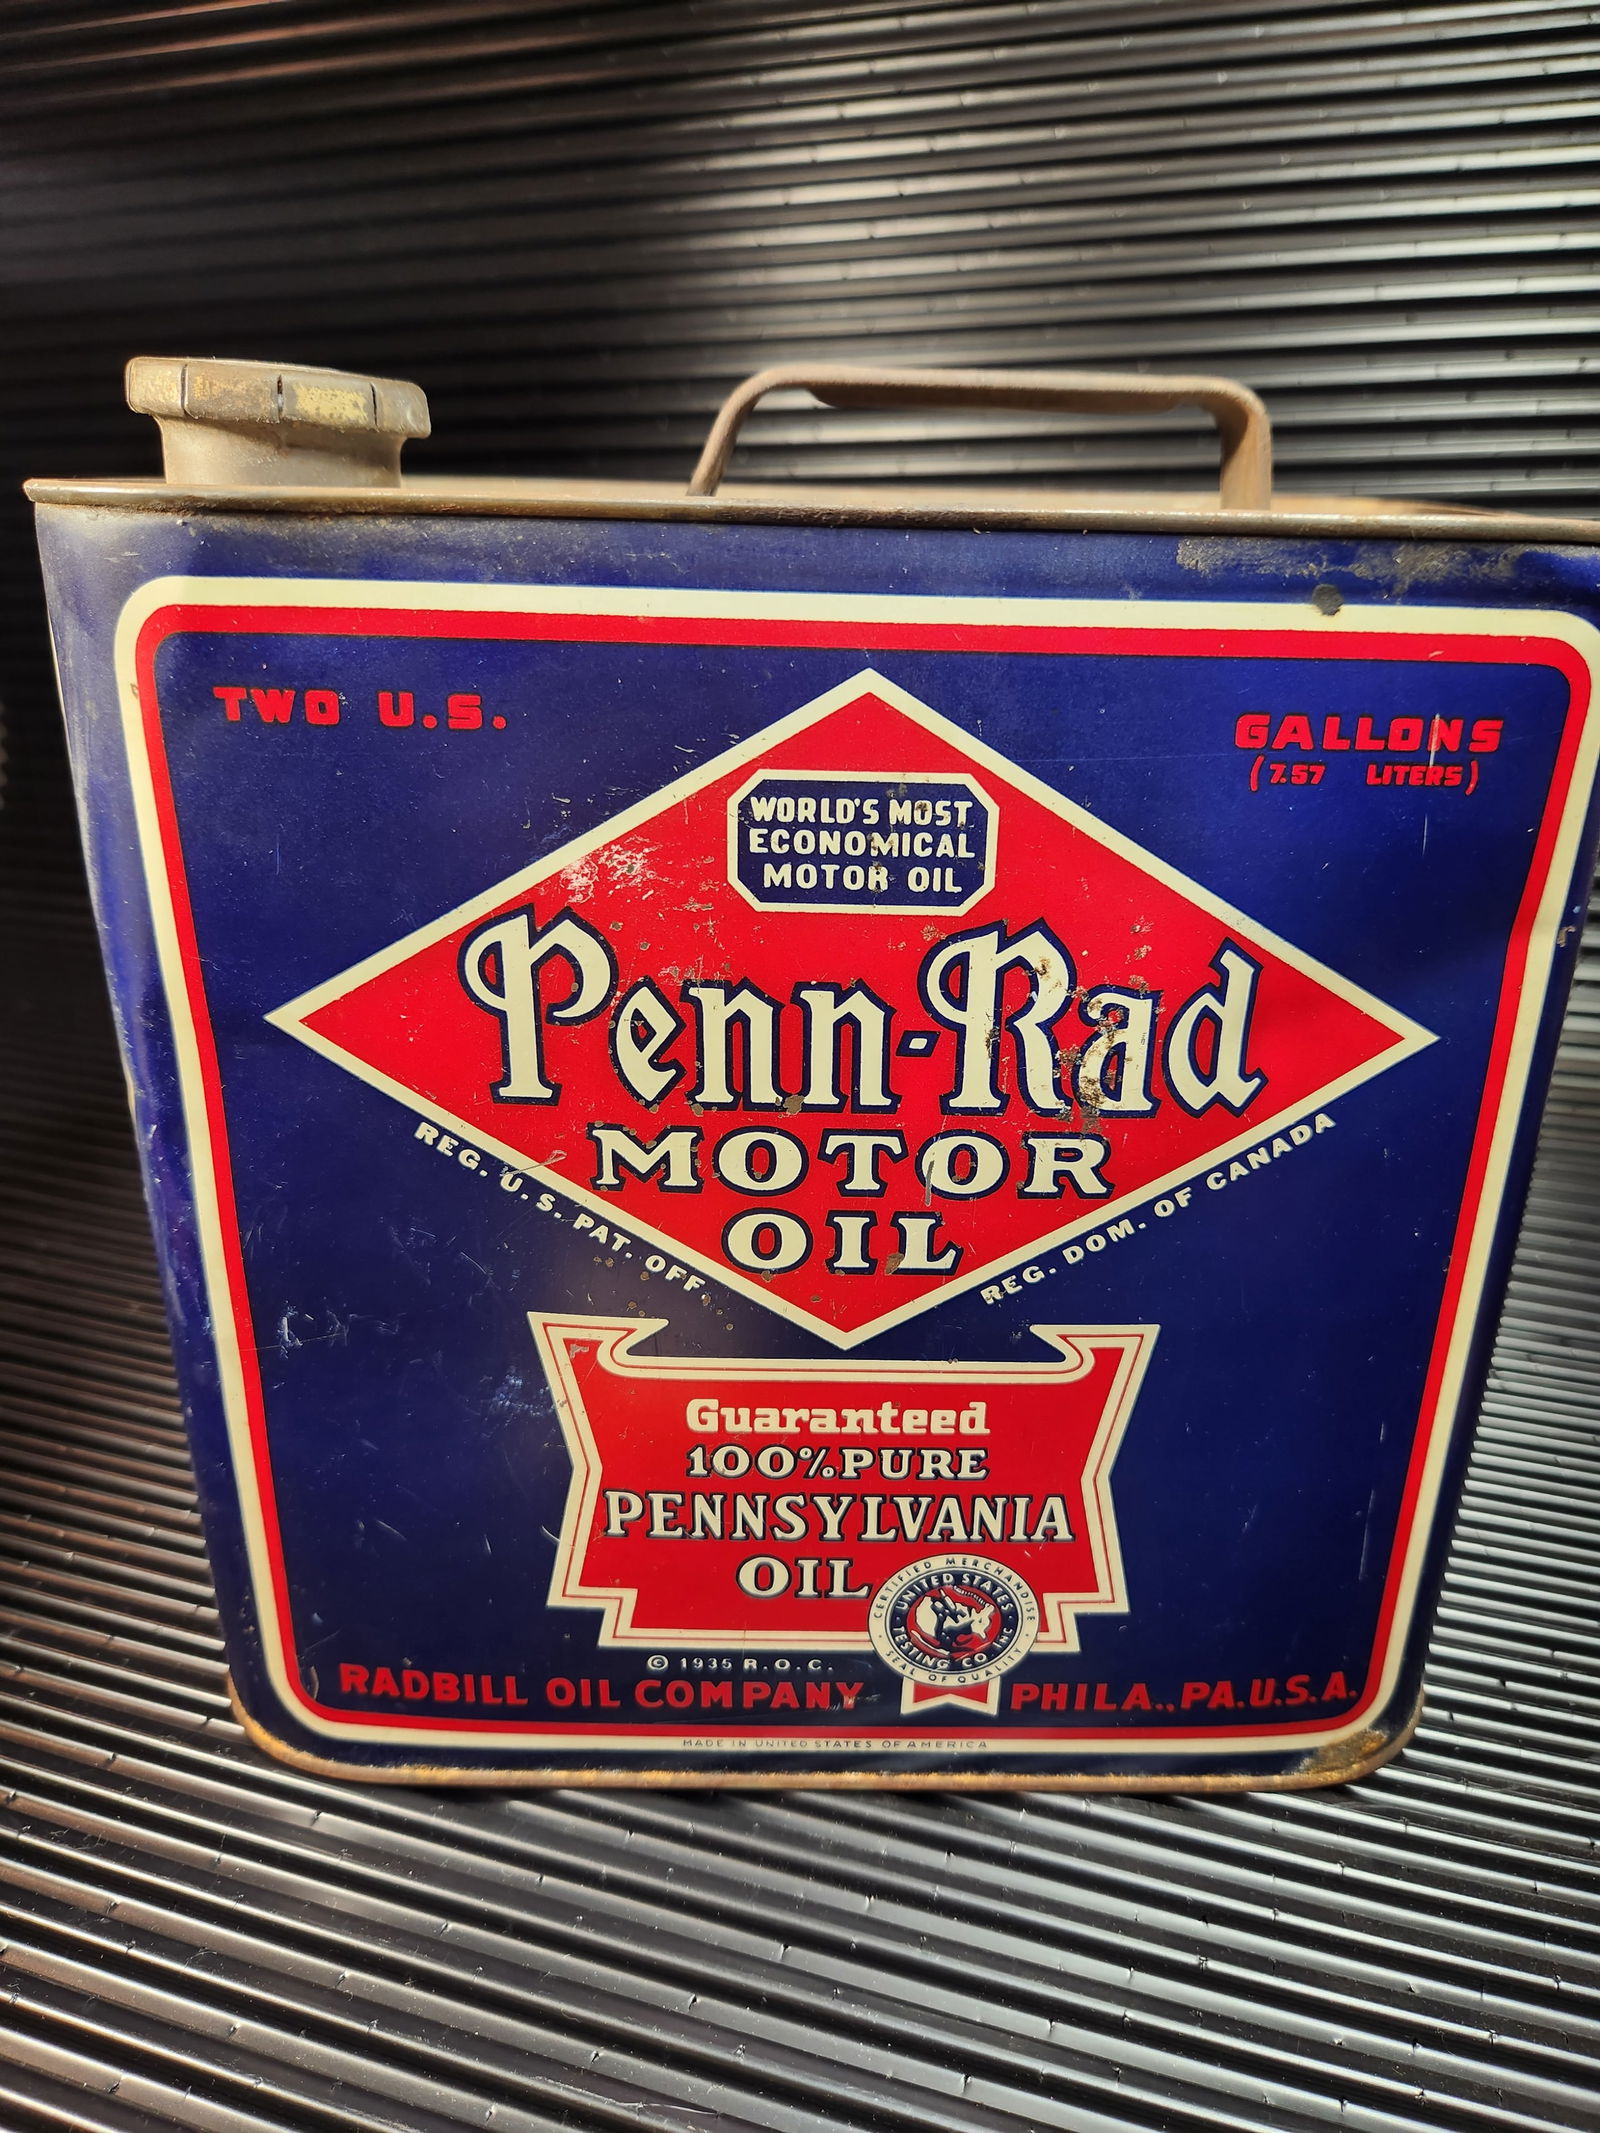 TWO U.S. GALLONS
(7.57 LITERS)
WORLD'S MOST
ECONOMICAL
MOTOR OIL
Penn-Rad
MOTOR
OIL
REG. U.S. PAT. OFF.
REG. DOM. OF CANADA
Guaranteed
100% PURE
PENNSYLVANIA
OIL
CERTIFIED MERCHANDISE
UNITED STATES
TESTING CO INC
SEAL OF QUALITY
© 1935 R.O.C.
RADBILL OIL COMPANY PHILA., PA. U.S.A.
MADE IN UNITED STATES OF AMERICA